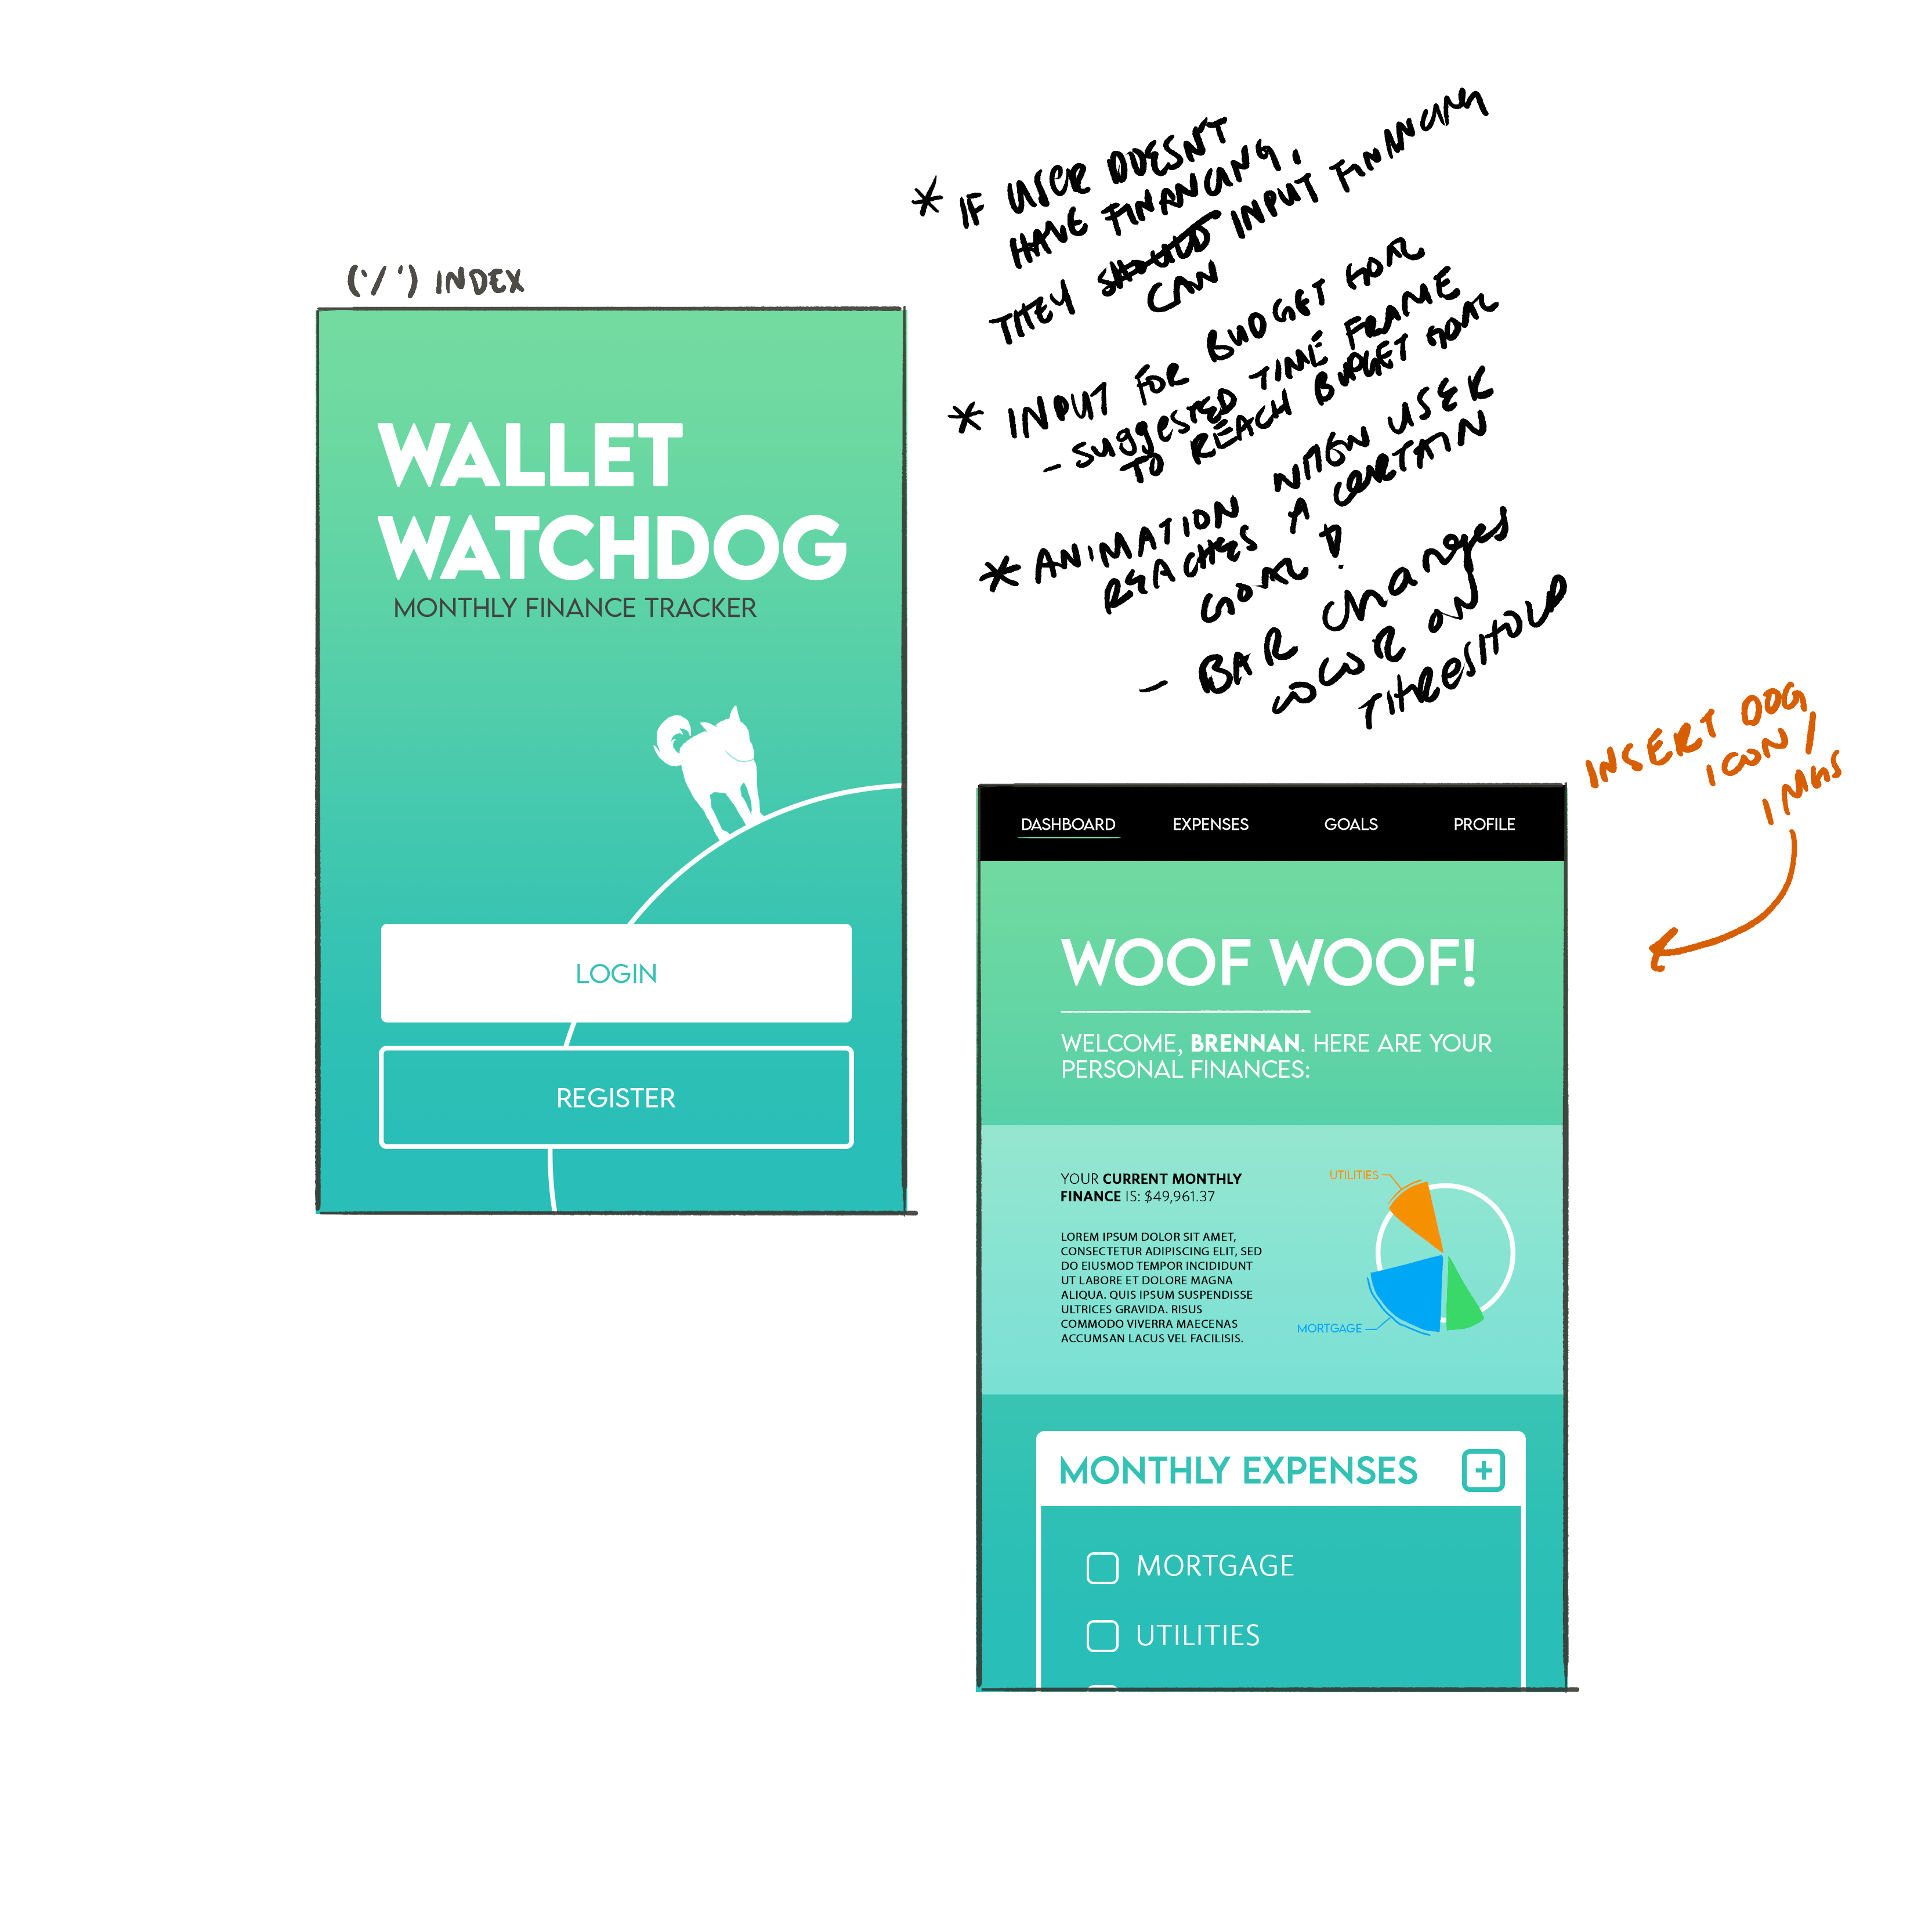 * IF USER DOESN'T
HAVE FINANCING,
THEY SHOULD INPUT FINANCING
CAN
* INPUT FOR BUDGET GOAL
- SUGGESTED TIME FRAME
TO REACH BUDGET GOAL
* ANIMATION WHEN USER
REACHES A CERTAIN
GOAL!
- BAR CHANGES
COLOR ON
THRESHOLD
('/') INDEX
WALLET
WATCHDOG
MONTHLY FINANCE TRACKER
LOGIN
REGISTER
INSERT DOG
ICON /
IMGS
DASHBOARD EXPENSES GOALS PROFILE
WOOF WOOF!
WELCOME, BRENNAN. HERE ARE YOUR
PERSONAL FINANCES:
YOUR CURRENT MONTHLY
FINANCE IS: $49,961.37
LOREM IPSUM DOLOR SIT AMET,
CONSECTETUR ADIPISCING ELIT, SED
DO EIUSMOD TEMPOR INCIDIDUNT
UT LABORE ET DOLORE MAGNA
ALIQUA. QUIS IPSUM SUSPENDISSE
ULTRICES GRAVIDA. RISUS
COMMODO VIVERRA MAECENAS
ACCUMSAN LACUS VEL FACILISIS.
UTILITIES
MORTGAGE
MONTHLY EXPENSES +
MORTGAGE
UTILITIES